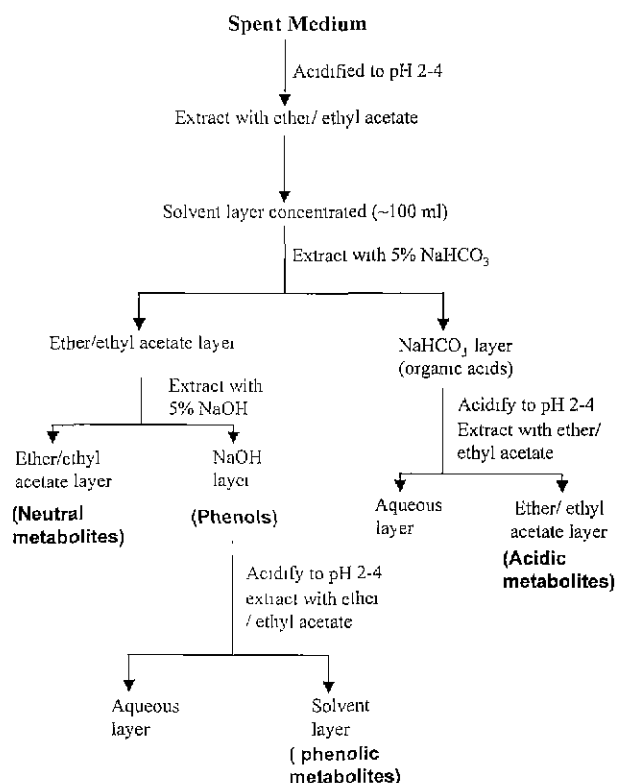 Spent Medium
Acidified to pH 2-4
Extract with ether/ ethyl acetate
Solvent layer concentrated (~100 ml)
Extract with 5% NaHCO3
Ether/ethyl acetate layer
NaHCO3 layer
(organic acids)
Extract with
5% NaOH
Acidify to pH 2-4
Extract with ether/
ethyl acetate
Ether/ethyl
acetate layer
(Neutral
metabolites)
NaOH
layer
(Phenols)
Aqueous
layer
Ether/ ethyl
acetate layer
(Acidic
metabolites)
Acidify to pH 2-4
extract with ether
/ ethyl acetate
Aqueous
layer
Solvent
layer
( phenolic
metabolites)